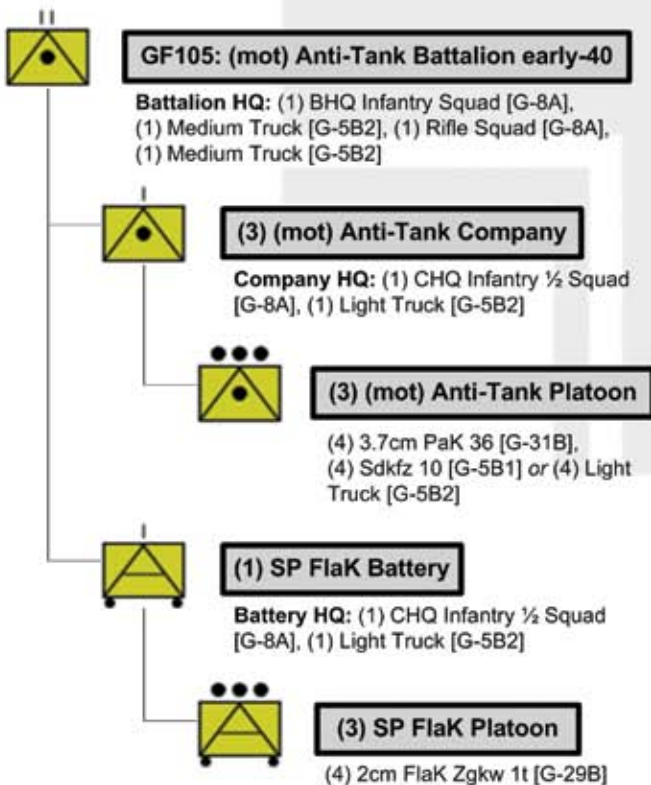 GF105: (mot) Anti-Tank Battalion early-40
Battalion HQ: (1) BHQ Infantry Squad [G-8A],
(1) Medium Truck [G-5B2], (1) Rifle Squad [G-8A],
(1) Medium Truck [G-5B2]
(3) (mot) Anti-Tank Company
Company HQ: (1) CHQ Infantry ½ Squad
[G-8A], (1) Light Truck [G-5B2]
(3) (mot) Anti-Tank Platoon
(4) 3.7cm PaK 36 [G-31B],
(4) Sdkfz 10 [G-5B1] or (4) Light
Truck [G-5B2]
(1) SP FlaK Battery
Battery HQ: (1) CHQ Infantry ½ Squad
[G-8A], (1) Light Truck [G-5B2]
(3) SP FlaK Platoon
(4) 2cm FlaK Zgkw 1t [G-29B]